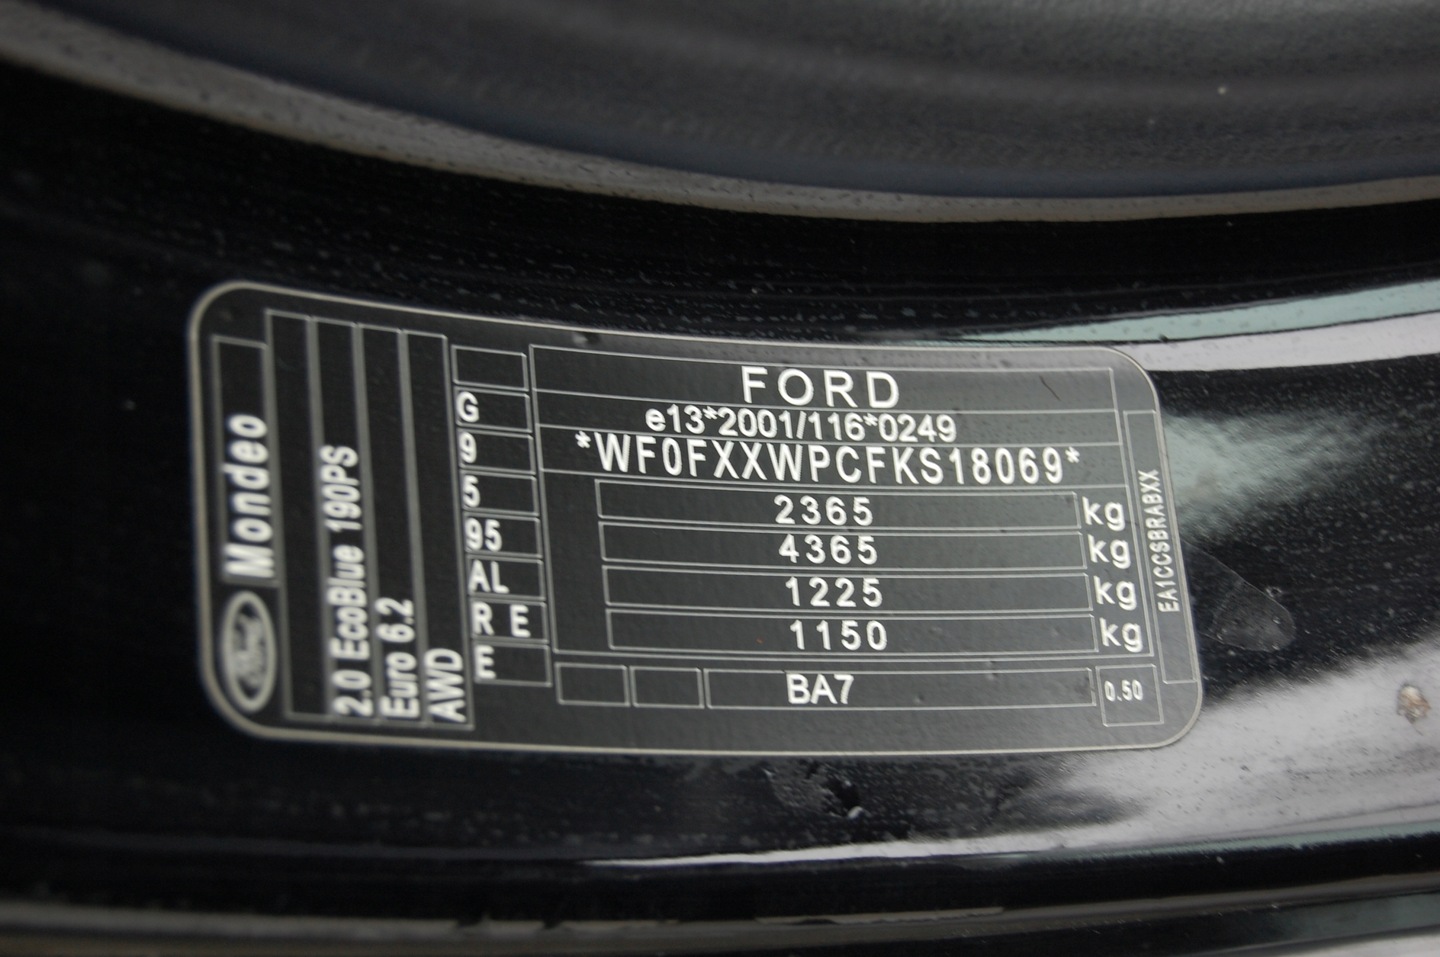 FORD
e13*2001/116*0249
*WF0FXXWPCFKS18069*
2365 kg
4365 kg
1225 kg
1150 kg
BA7
0.50
G
9
5
95
AL
R E
E
Ford Mondeo
2.0 EcoBlue 190PS
Euro 6.2
AWD
EA1CCSBRABXX